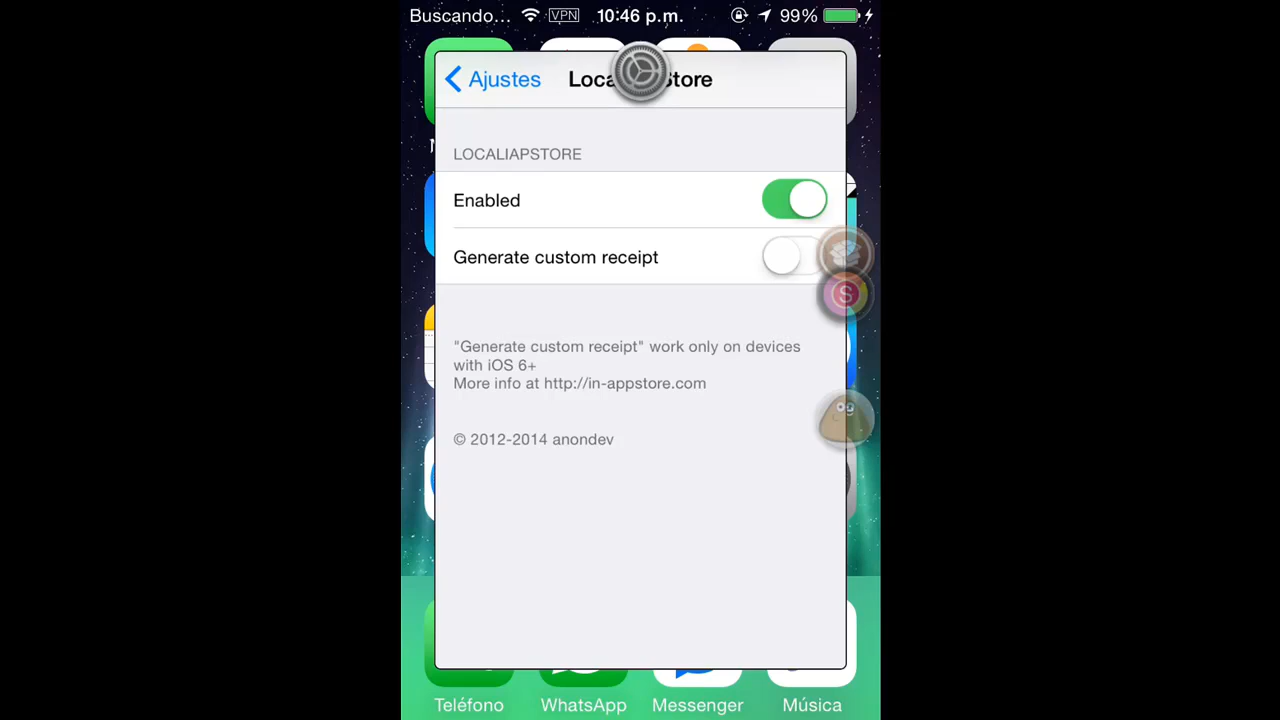 Buscando... VPN 10:46 p.m. 99%
Ajustes
LOCALIAPSTORE
Enabled
Generate custom receipt
S
"Generate custom receipt" work only on devices
with iOS 6+
More info at http://in-appstore.com
© 2012-2014 anondev
Teléfono WhatsApp Messenger Música